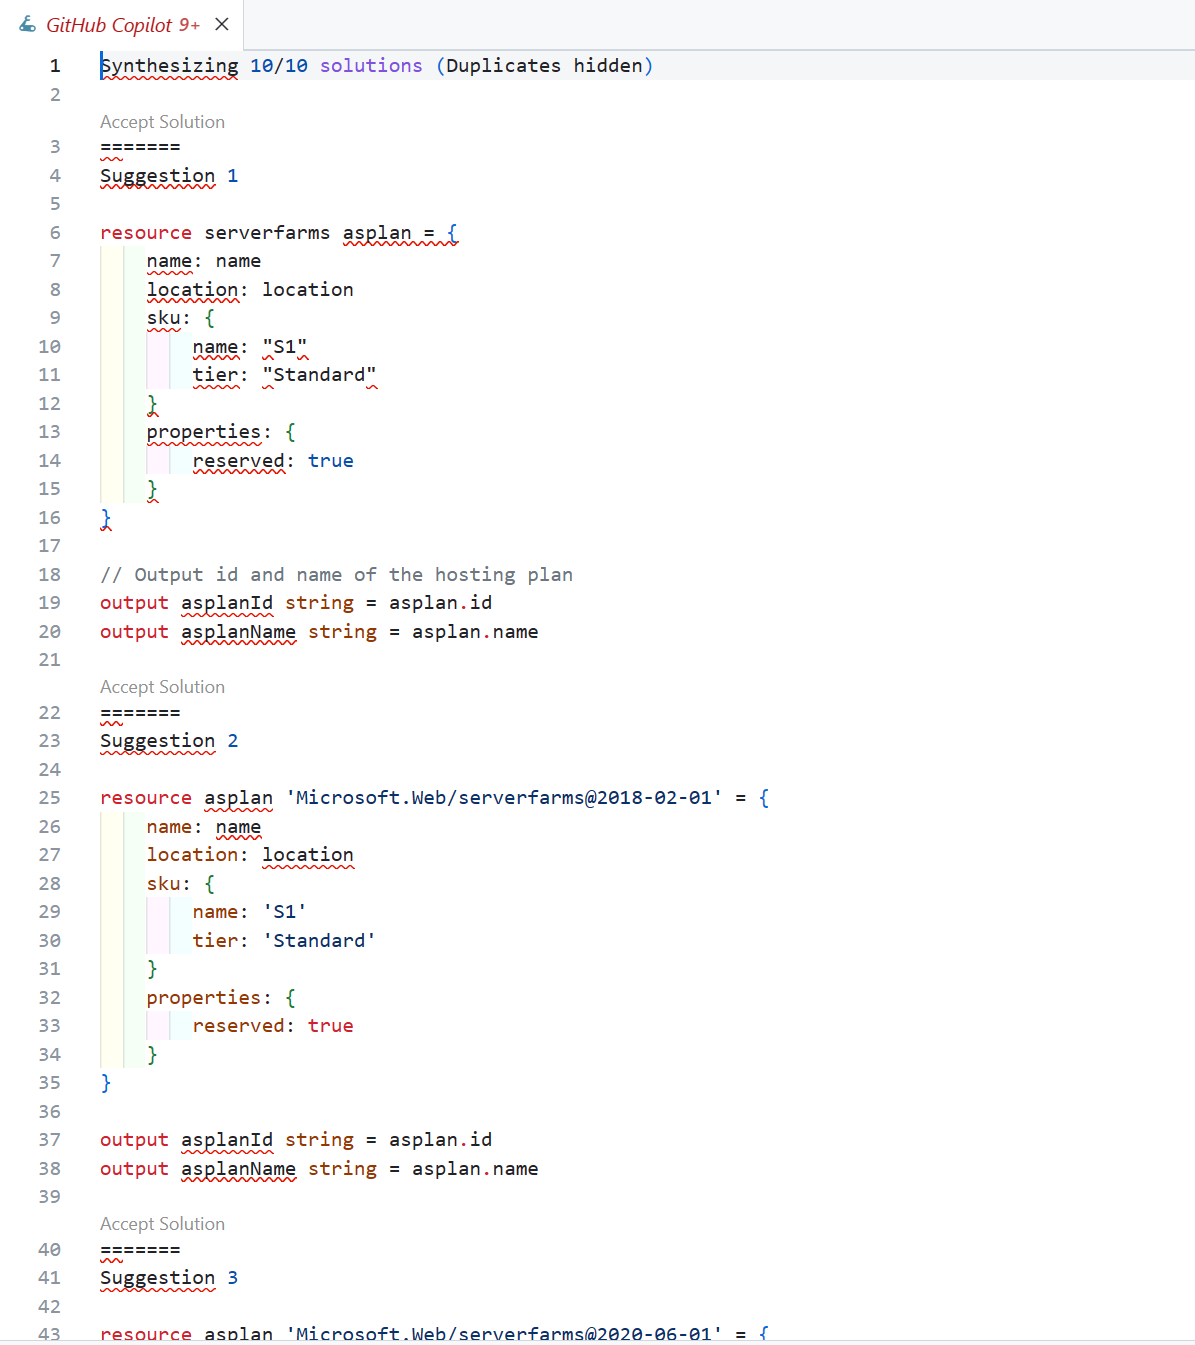 GitHub Copilot 9+
1 Synthesizing 10/10 solutions (Duplicates hidden)
2
Accept Solution
3 =======
4 Suggestion 1
5
6 resource serverfarms asplan = {
7 name: name
8 location: location
9 sku: {
10 name: "S1"
11 tier: "Standard"
12 }
13 properties: {
14 reserved: true
15 }
16 }
17
18 // Output id and name of the hosting plan
19 output asplanId string = asplan.id
20 output asplanName string = asplan.name
21
Accept Solution
22 =======
23 Suggestion 2
24
25 resource asplan 'Microsoft.Web/serverfarms@2018-02-01' = {
26 name: name
27 location: location
28 sku: {
29 name: 'S1'
30 tier: 'Standard'
31 }
32 properties: {
33 reserved: true
34 }
35 }
36
37 output asplanId string = asplan.id
38 output asplanName string = asplan.name
39
Accept Solution
40 =======
41 Suggestion 3
42
43 resource asplan 'Microsoft.Web/serverfarms@2020-06-01' = {